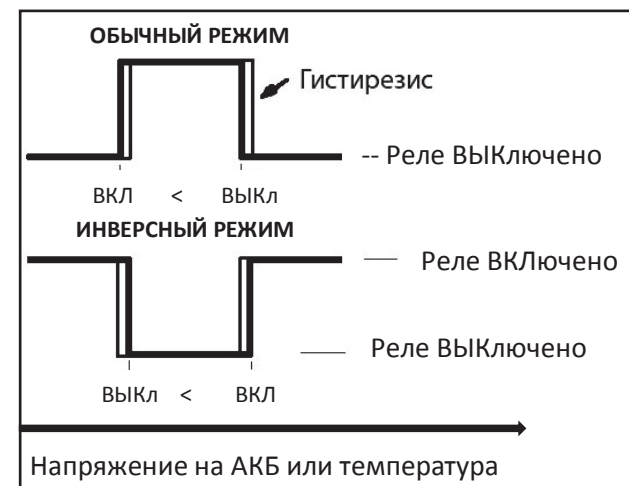 ОБЫЧНЫЙ РЕЖИМ
Гистирезис
-- Реле ВЫКлючено
ВКЛ < ВЫКл
ИНВЕРСНЫЙ РЕЖИМ
Реле ВКЛючено
Реле ВЫКлючено
ВЫКл < ВКЛ
Напряжение на АКБ или температура